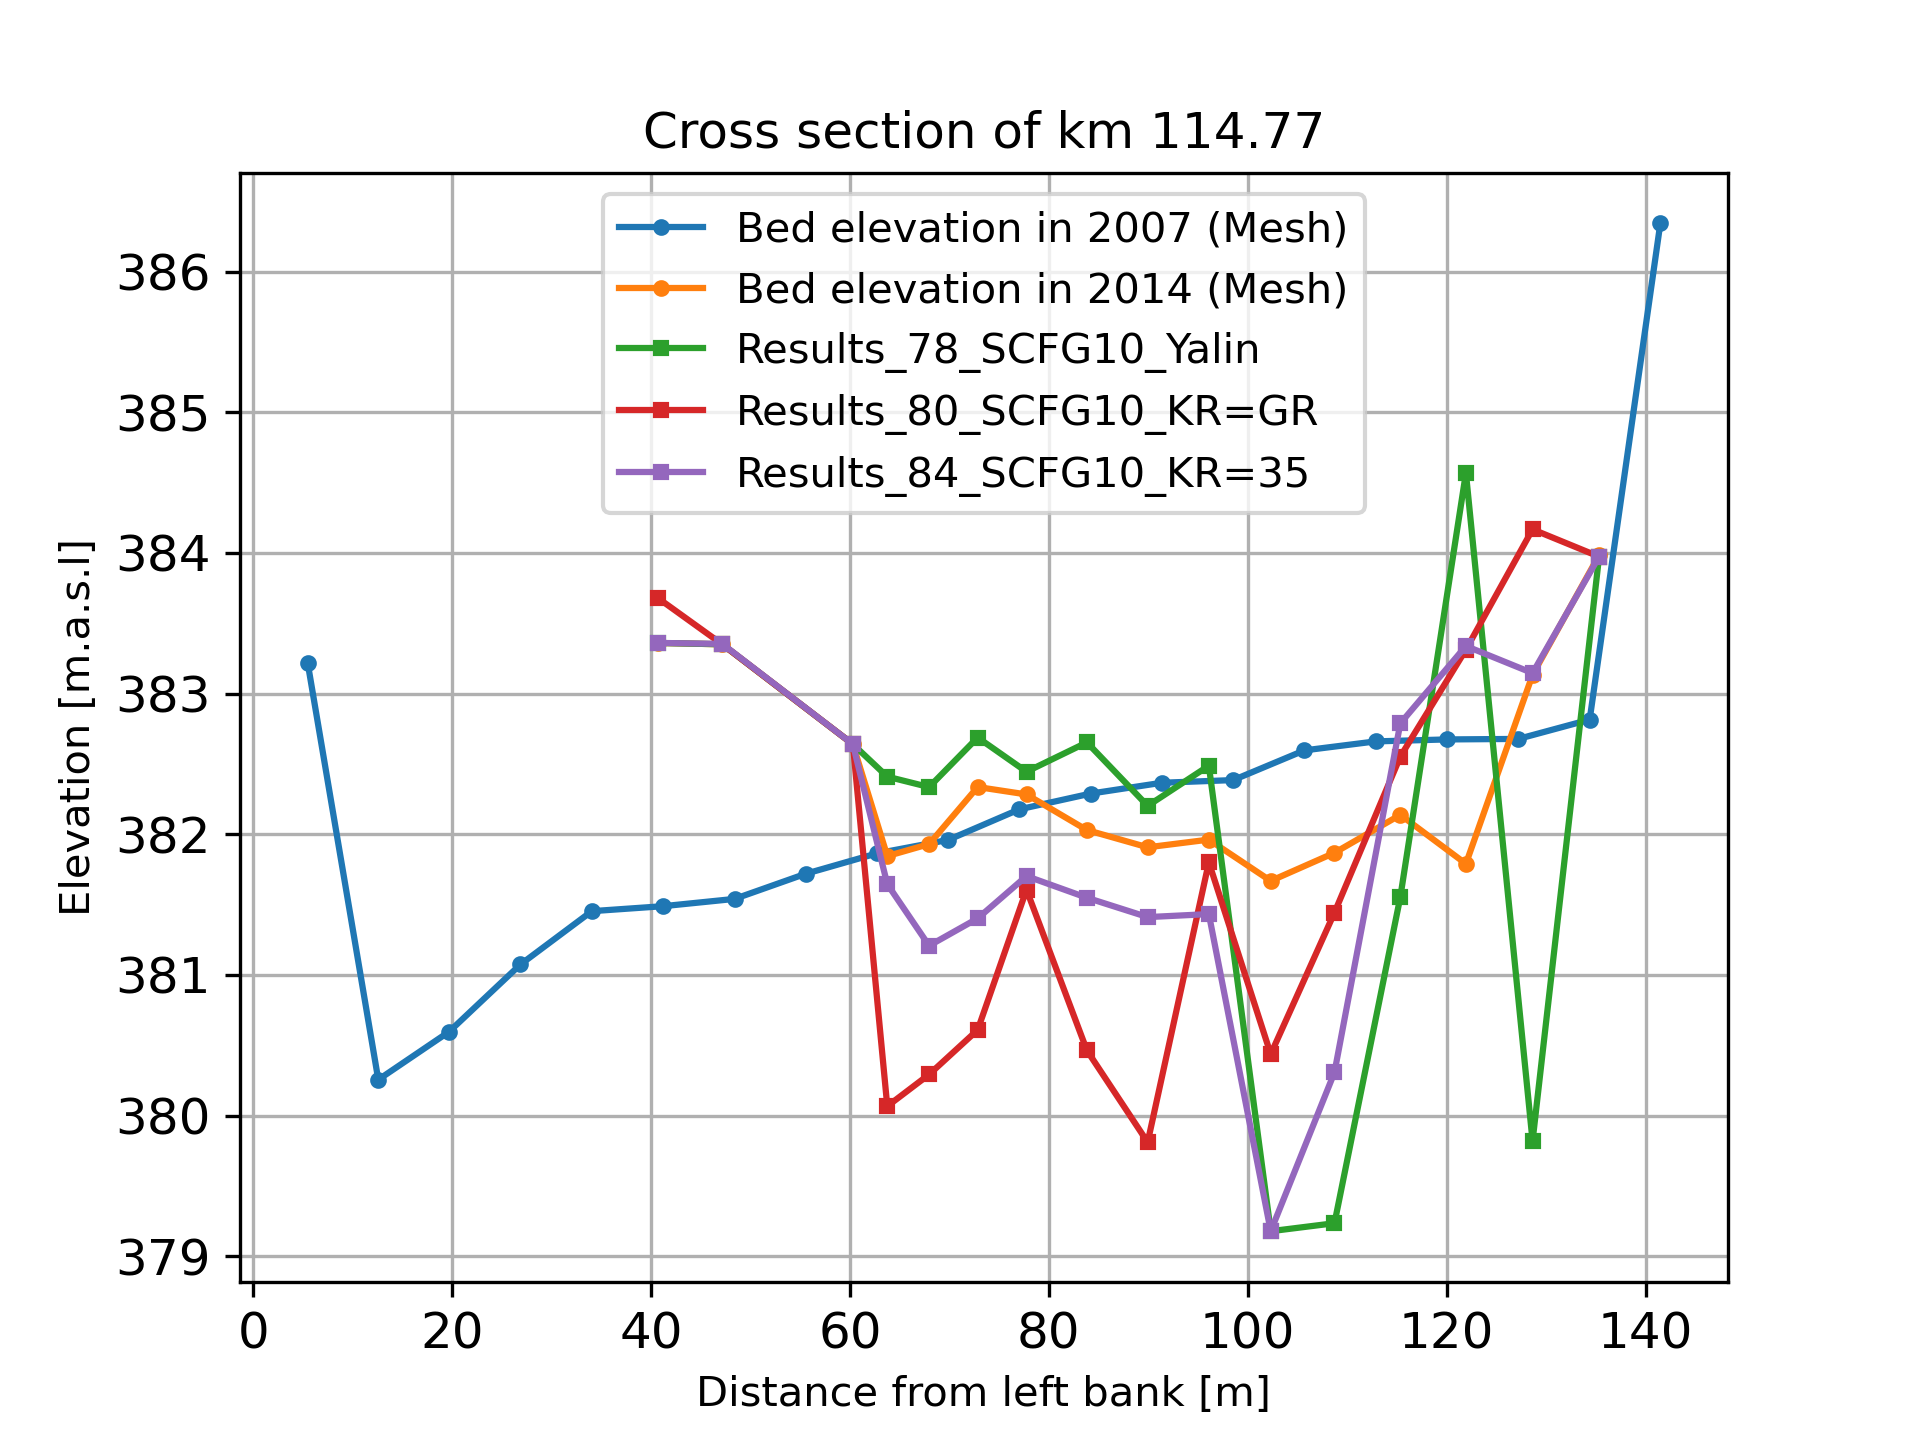 Cross section of km 114.77
Bed elevation in 2007 (Mesh)
Bed elevation in 2014 (Mesh)
Results_78_SCFG10_Yalin
Results_80_SCFG10_KR=GR
Results_84_SCFG10_KR=35
386
385
384
383
382
381
380
379
Elevation [m.a.s.l]
0 20 40 60 80 100 120 140
Distance from left bank [m]